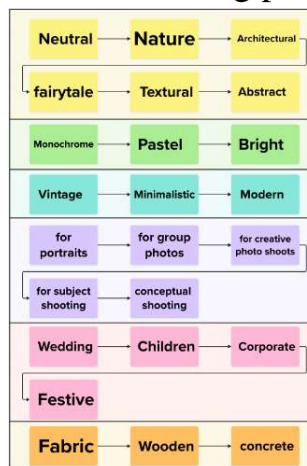 Neutral
Nature
Architectural
fairytale
Textural
Abstract
Monochrome
Pastel
Bright
Vintage
Minimalistic
Modern
for
portraits
for group
photos
for creative
photo shoots
for subject
shooting
conceptual
shooting
Wedding
Children
Corporate
Festive
Fabric
Wooden
concrete